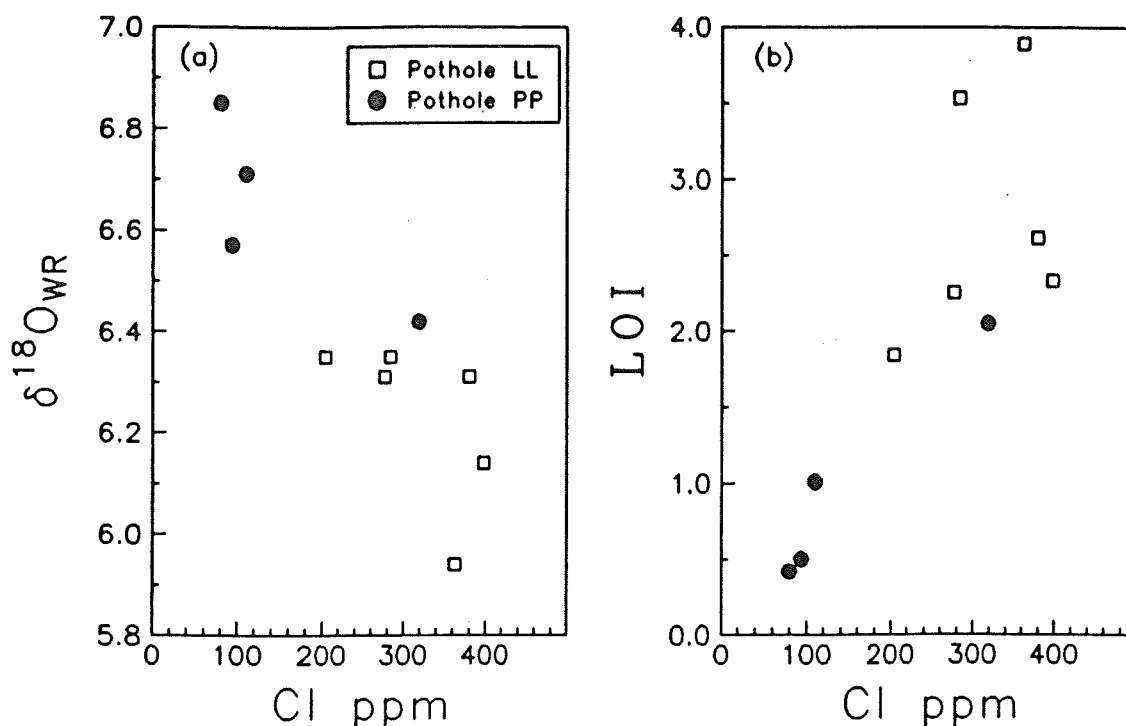 (a)
□ Pothole LL
● Pothole PP
7.0
6.8
6.6
6.4
6.2
6.0
5.8
δ¹⁸O_WR
0 100 200 300 400
Cl ppm
(b)
4.0
3.0
2.0
1.0
0.0
LOI
0 100 200 300 400
Cl ppm